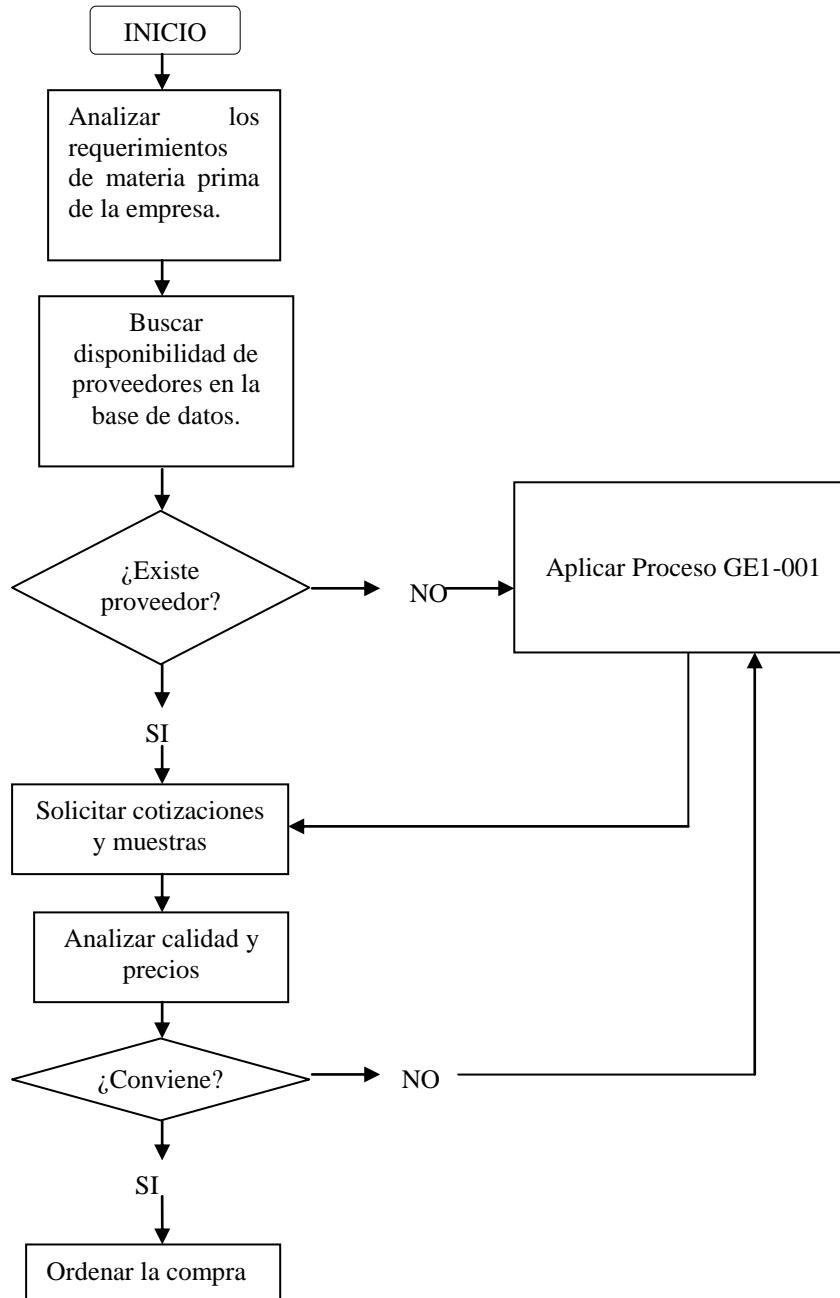 INICIO
Analizar los
requerimientos
de materia prima
de la empresa.
Buscar
disponibilidad de
proveedores en la
base de datos.
¿Existe
proveedor?
NO
Aplicar Proceso GE1-001
SI
Solicitar cotizaciones
y muestras
Analizar calidad y
precios
¿Conviene?
NO
SI
Ordenar la compra